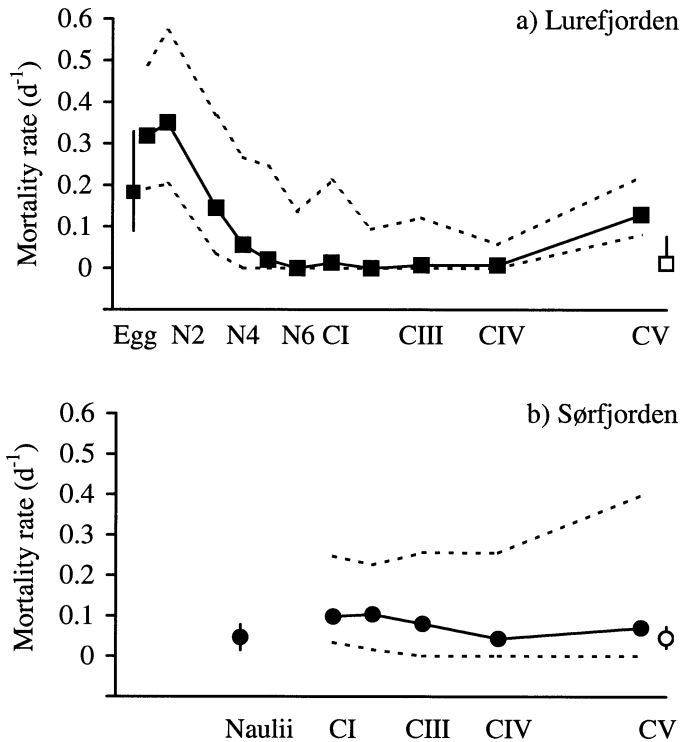 a) Lurefjorden
Mortality rate (d-1)
0.6
0.5
0.4
0.3
0.2
0.1
0
Egg N2 N4 N6 CI CIII CIV CV
b) Sørfjorden
Mortality rate (d-1)
0.6
0.5
0.4
0.3
0.2
0.1
0
Naulii CI CIII CIV CV